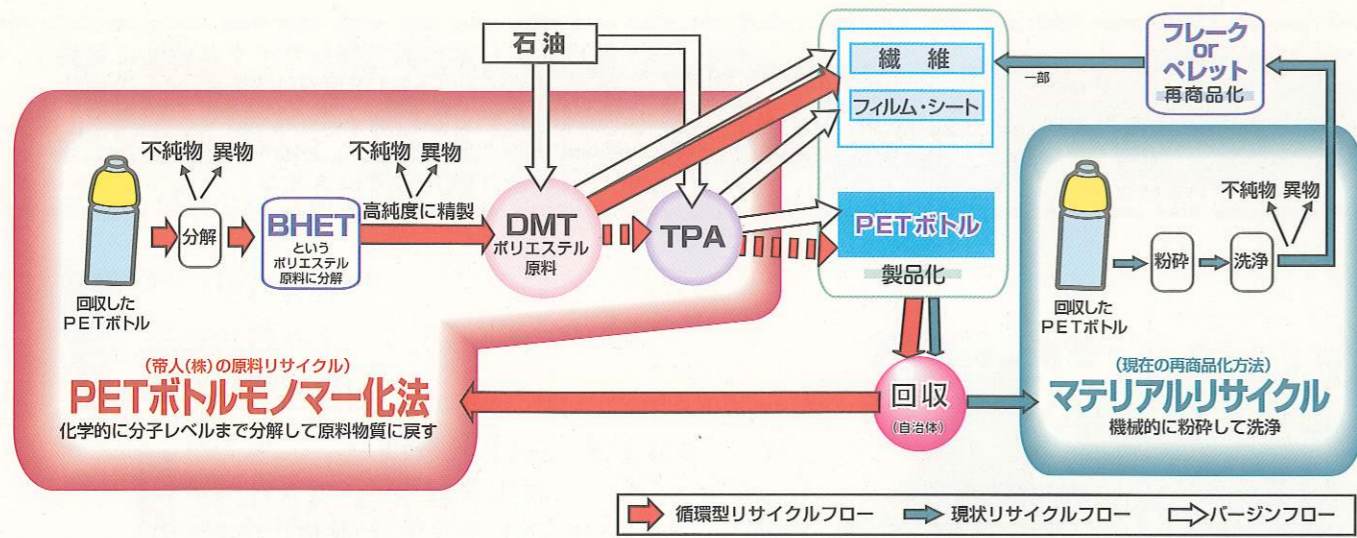 石油
繊維
フィルム・シート
PETボトル
製品化
一部
フレーク
or
ペレット
再商品化
不純物 異物
不純物 異物
分解
BHET
という
ポリエステル
原料に分解
高純度に精製
DMT
ポリエステル
原料
TPA
回収した
PETボトル
(帝人(株)の原料リサイクル)
PETボトルモノマー化法
化学的に分子レベルまで分解して原料物質に戻す
回収
(自治体)
不純物 異物
粉砕
洗浄
回収した
PETボトル
(現在の再商品化方法)
マテリアルリサイクル
機械的に粉砕して洗浄
循環型リサイクルフロー 現状リサイクルフロー バージンフロー